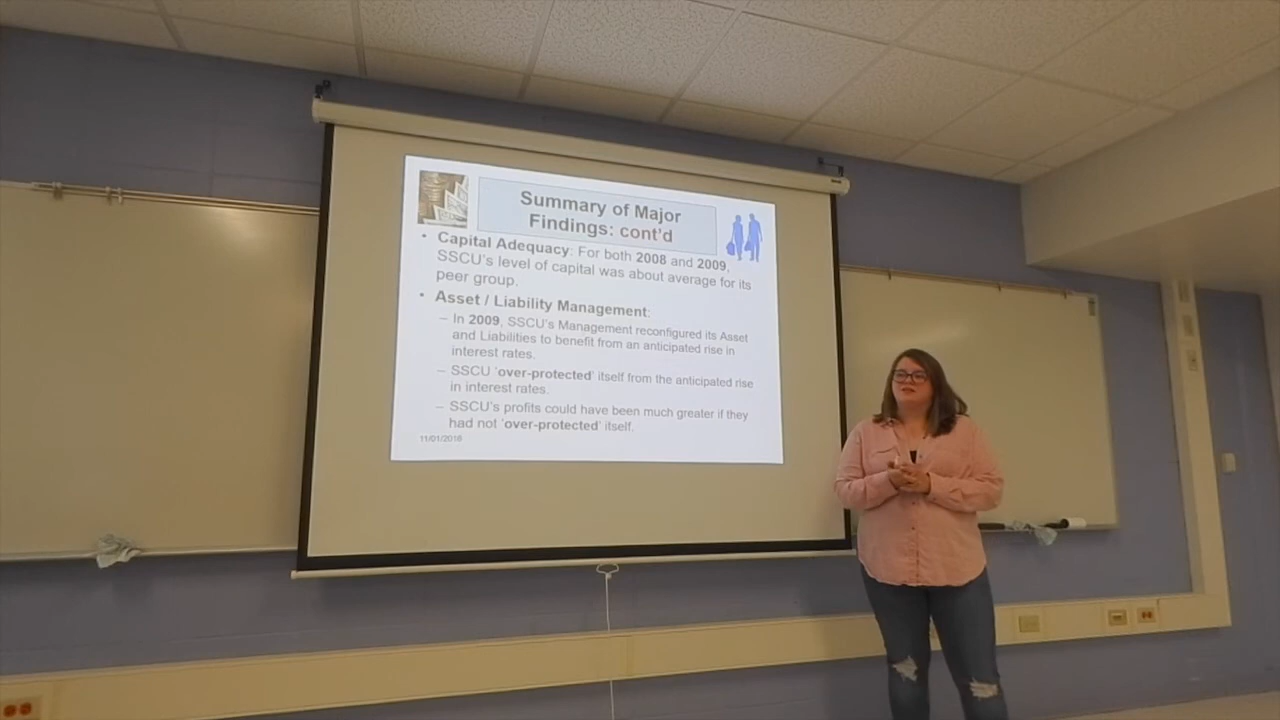 Summary of Major
Findings: cont'd
• Capital Adequacy: For both 2008 and 2009,
SSCU's level of capital was about average for its
peer group.
• Asset / Liability Management:
– In 2009, SSCU's Management reconfigured its Asset
and Liabilities to benefit from an anticipated rise in
interest rates.
– SSCU 'over-protected' itself from the anticipated rise
in interest rates.
– SSCU's profits could have been much greater if they
had not 'over-protected' itself.
11/01/2016